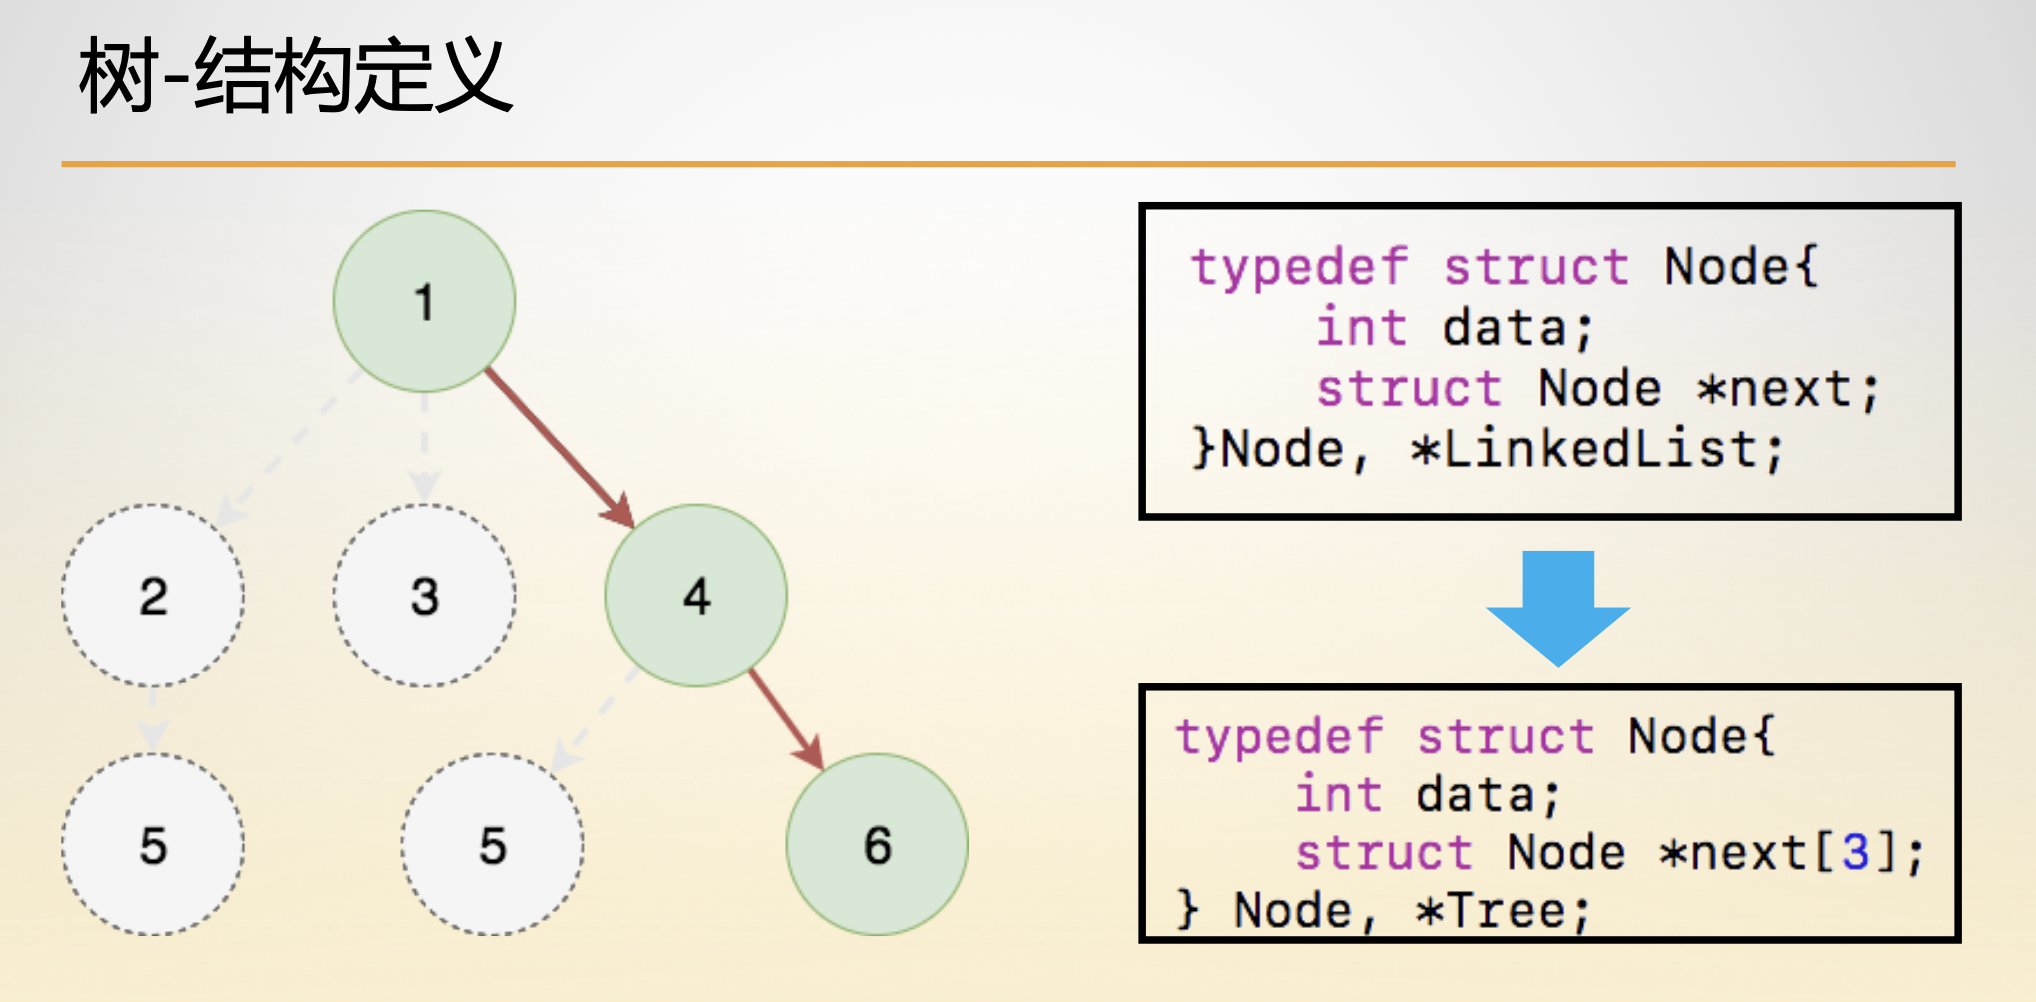 树-结构定义
1
2
3
4
5
5
6
typedef struct Node{
    int data;
    struct Node *next;
}Node, *LinkedList;
typedef struct Node{
    int data;
    struct Node *next[3];
} Node, *Tree;